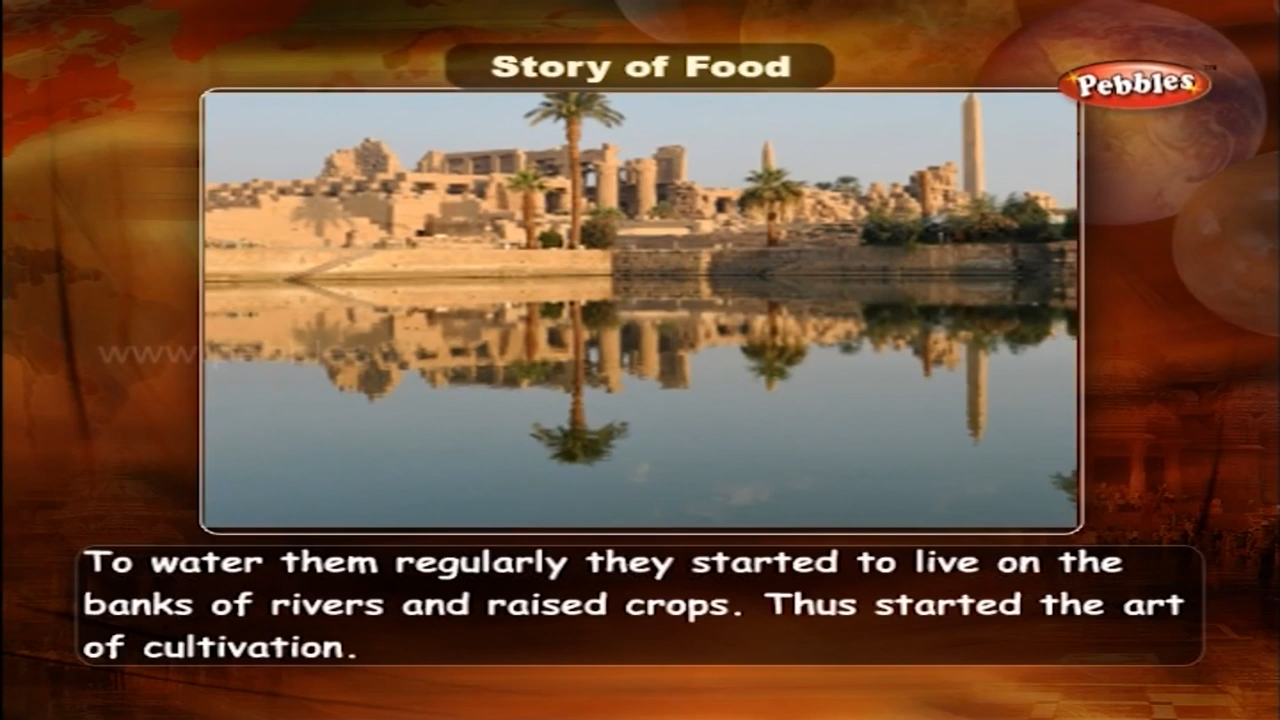 Story of Food
Pebbles
To water them regularly they started to live on the
banks of rivers and raised crops. Thus started the art
of cultivation.